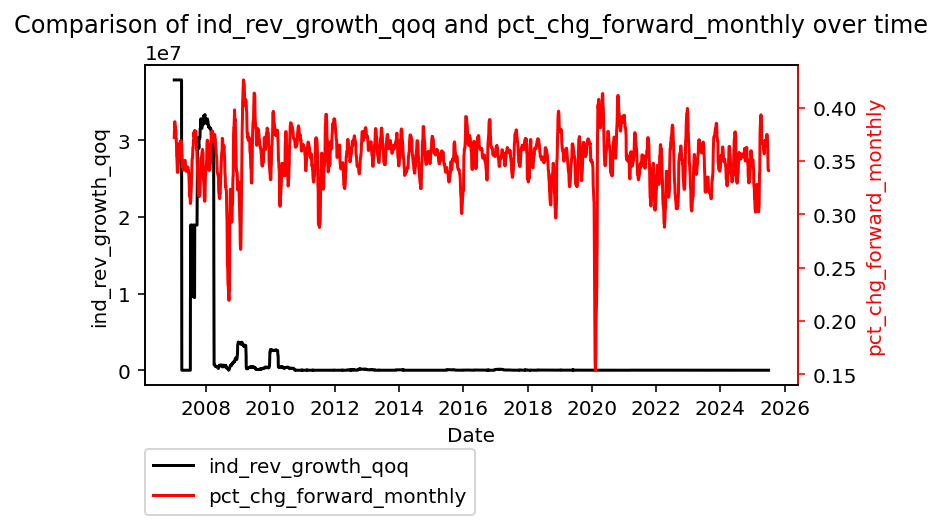 Comparison of ind_rev_growth_qoq and pct_chg_forward_monthly over time
1e7
3
2
1
0
ind_rev_growth_qoq
0.40
0.35
0.30
0.25
0.20
0.15
pct_chg_forward_monthly
2008 2010 2012 2014 2016 2018 2020 2022 2024 2026
Date
ind_rev_growth_qoq
pct_chg_forward_monthly